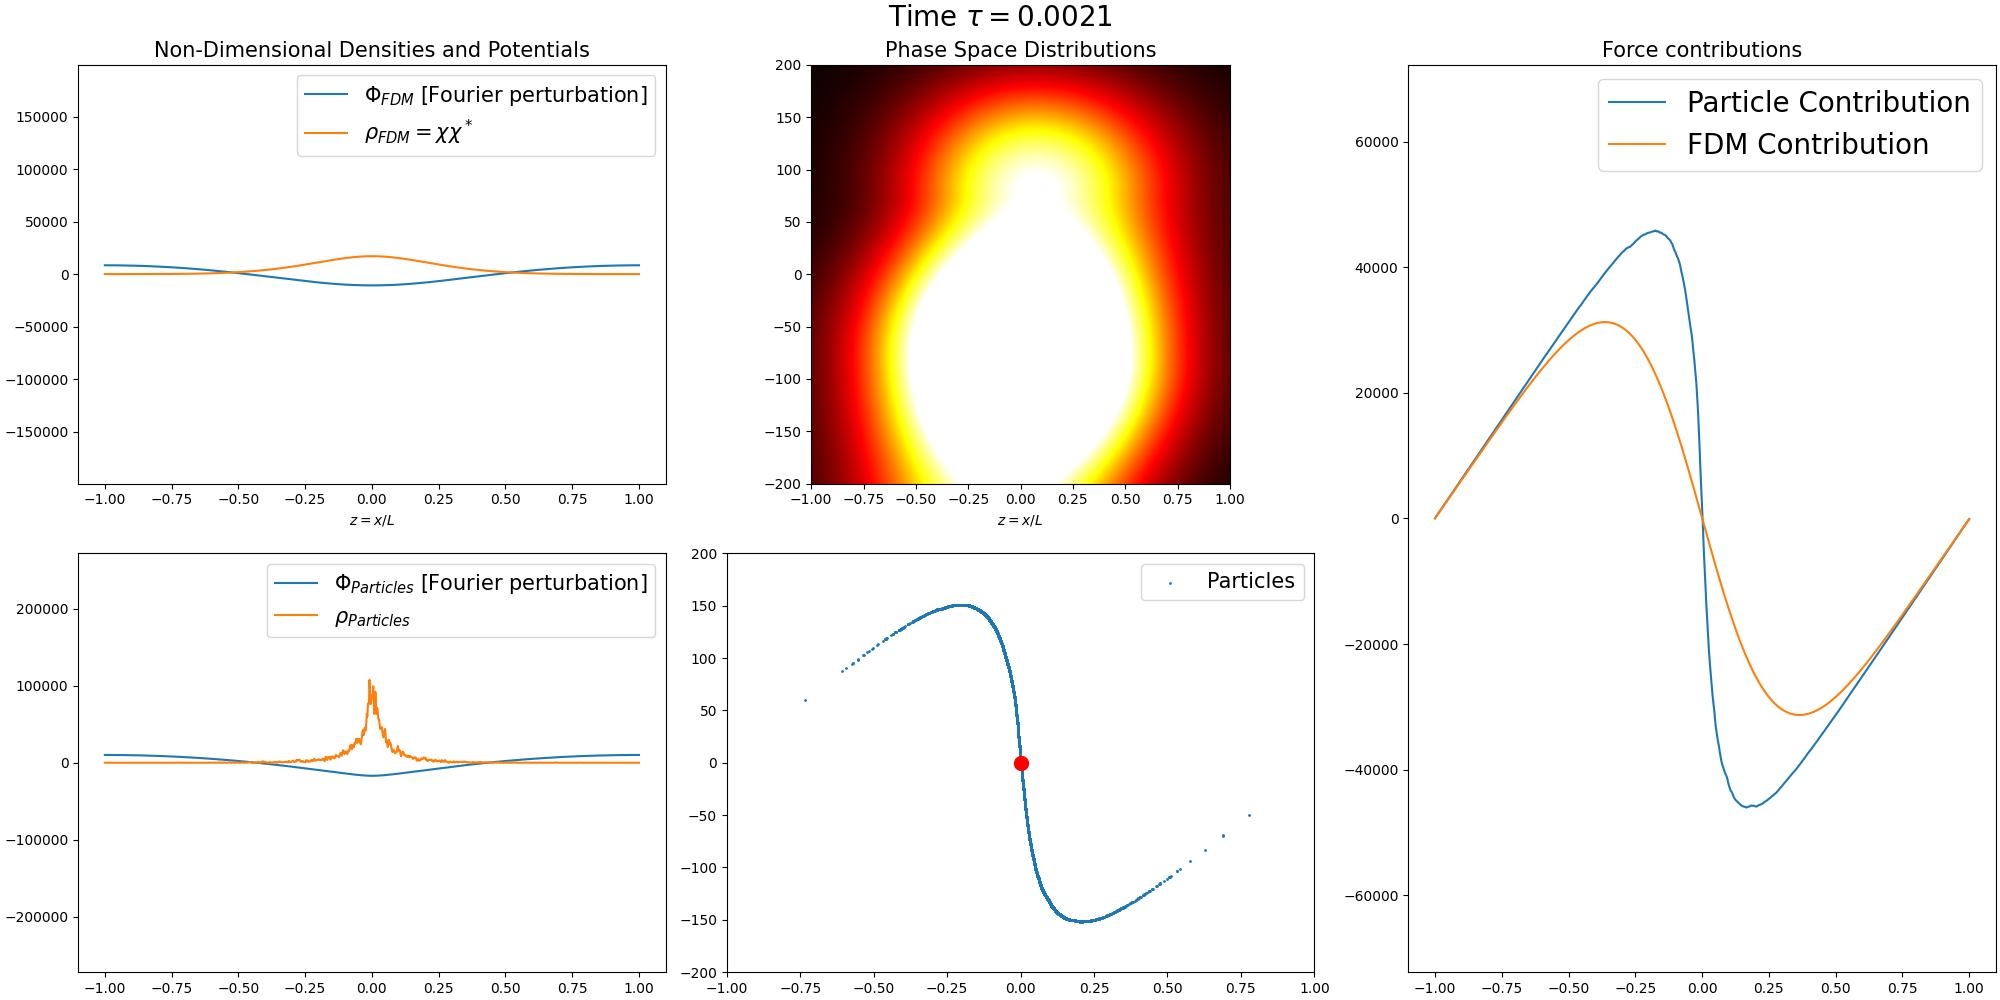 Time τ = 0.0021
Non-Dimensional Densities and Potentials
Φ_FDM [Fourier perturbation]
ρ_FDM = χχ*
150000
100000
50000
0
−50000
−100000
−150000
−1.00 −0.75 −0.50 −0.25 0.00 0.25 0.50 0.75 1.00
z = x/L
Phase Space Distributions
200
150
100
50
0
−50
−100
−150
−200
−1.00 −0.75 −0.50 −0.25 0.00 0.25 0.50 0.75 1.00
z = x/L
Force contributions
Particle Contribution
FDM Contribution
60000
40000
20000
0
−20000
−40000
−60000
−1.00 −0.75 −0.50 −0.25 0.00 0.25 0.50 0.75 1.00
Φ_Particles [Fourier perturbation]
ρ_Particles
200000
100000
0
−100000
−200000
−1.00 −0.75 −0.50 −0.25 0.00 0.25 0.50 0.75 1.00
Particles
200
150
100
50
0
−50
−100
−150
−200
−1.00 −0.75 −0.50 −0.25 0.00 0.25 0.50 0.75 1.00